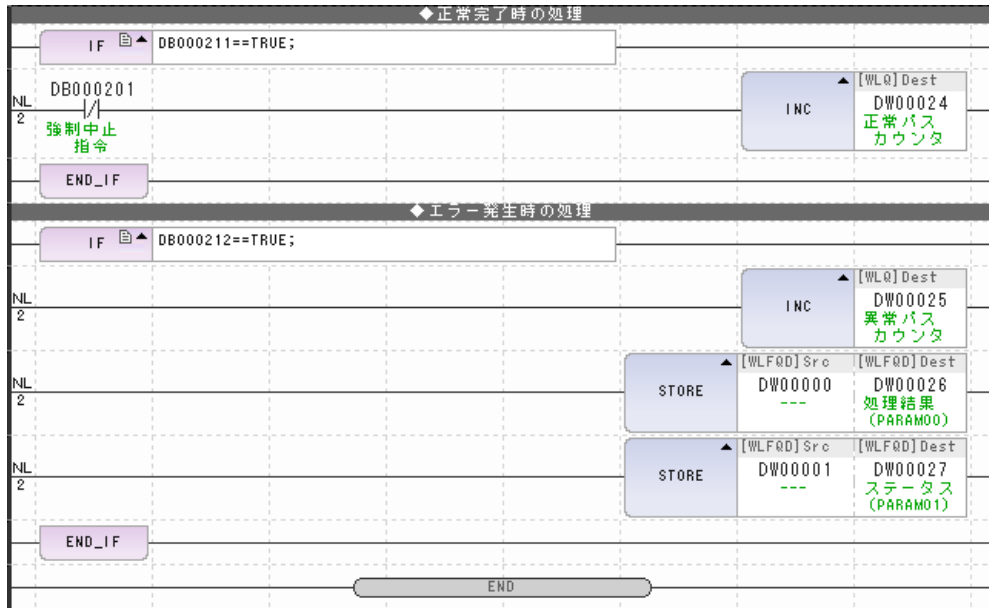 ◆正常完了時の処理
IF DB000211==TRUE;
DB000201
NL
2
強制中止
指令
INC
[WLQ]Dest
DW00024
正常パス
カウンタ
END_IF
◆エラー発生時の処理
IF DB000212==TRUE;
NL
2
INC
[WLQ]Dest
DW00025
異常パス
カウンタ
NL
2
STORE
[WLFQD]Src
DW00000
---
[WLFQD]Dest
DW00026
処理結果
(PARAM00)
NL
2
STORE
[WLFQD]Src
DW00001
---
[WLFQD]Dest
DW00027
ステータス
(PARAM01)
END_IF
END